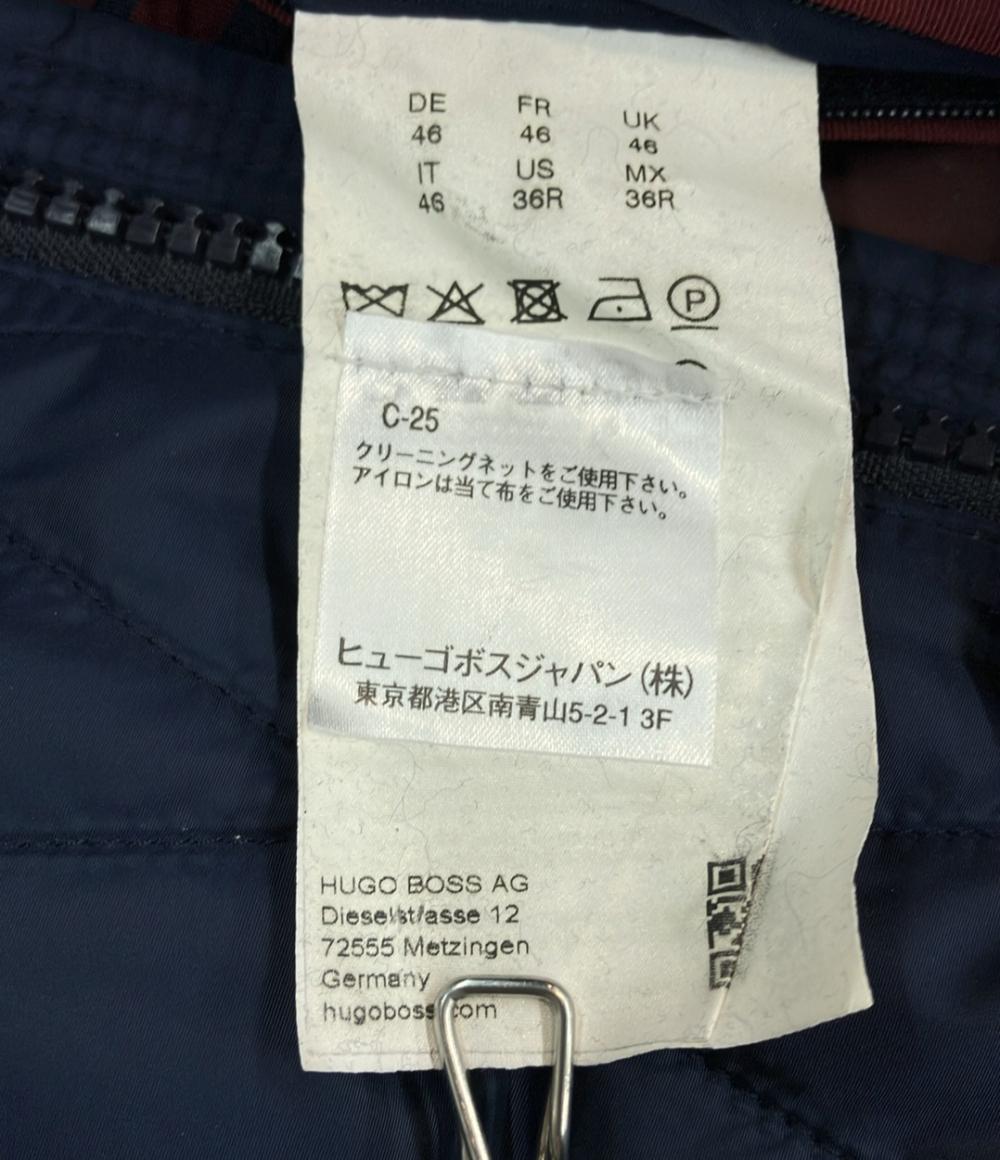 DE FR UK
46 46 46
IT US MX
46 36R 36R
P
C-25
クリーニングネットをご使用下さい。
アイロンは当て布をご使用下さい。
ヒューゴボスジャパン(株)
東京都港区南青山5-2-1 3F
HUGO BOSS AG
Dieselstrasse 12
72555 Metzingen
Germany
hugoboss.com